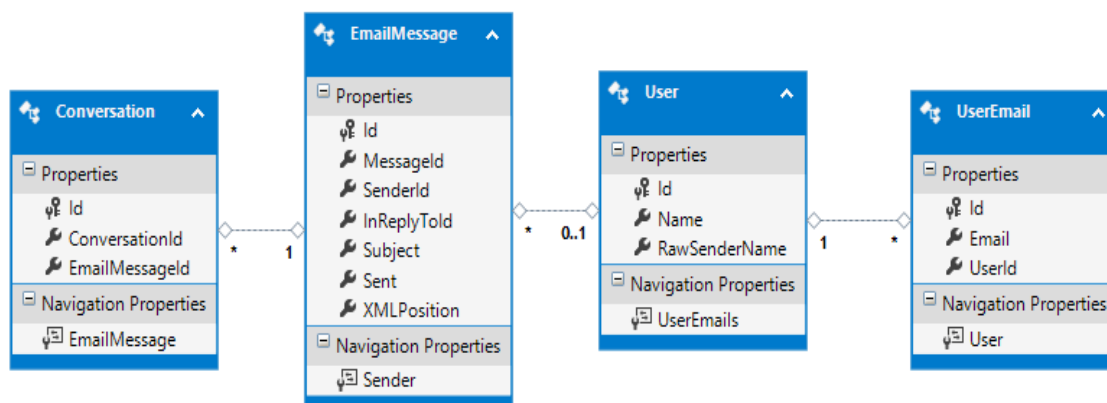 Conversation
Properties
Id
ConversationId
EmailMessageId
Navigation Properties
EmailMessage
* 1
EmailMessage
Properties
Id
MessageId
SenderId
InReplyToId
Subject
Sent
XMLPosition
Navigation Properties
Sender
* 0..1
User
Properties
Id
Name
RawSenderName
Navigation Properties
UserEmails
1 *
UserEmail
Properties
Id
Email
UserId
Navigation Properties
User